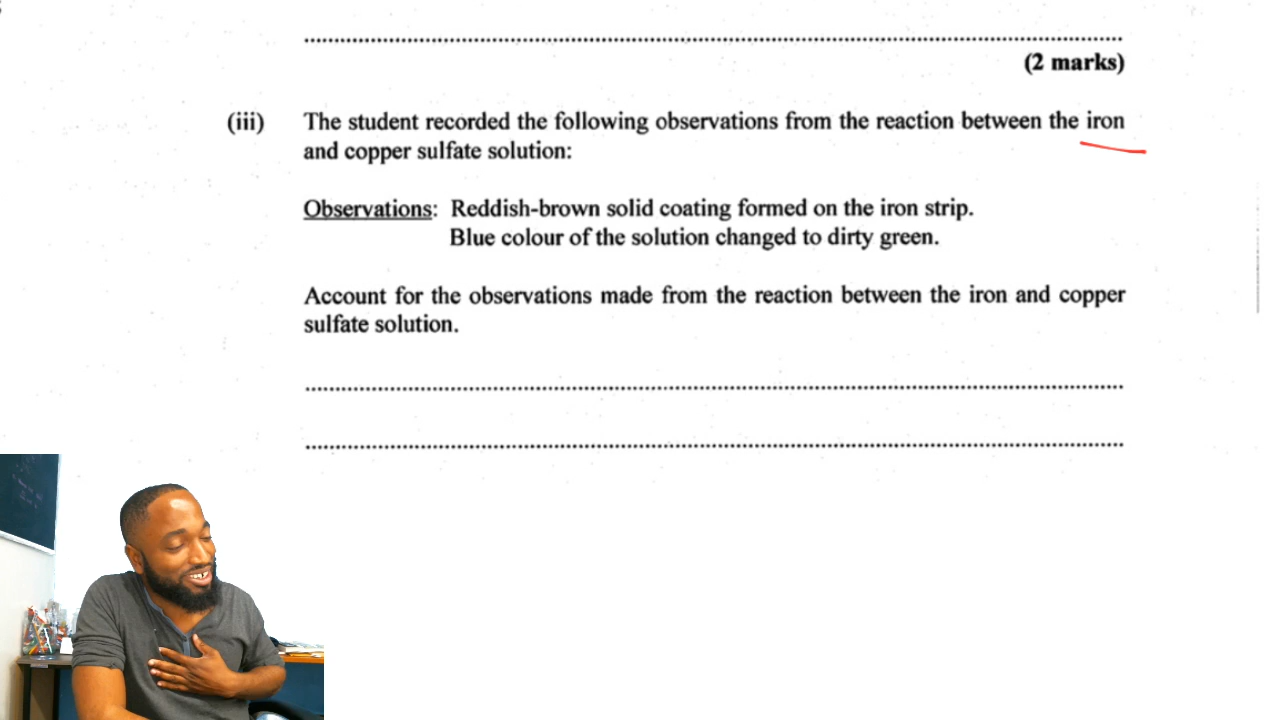 (2 marks)
(iii) The student recorded the following observations from the reaction between the iron
and copper sulfate solution:
Observations: Reddish-brown solid coating formed on the iron strip.
Blue colour of the solution changed to dirty green.
Account for the observations made from the reaction between the iron and copper
sulfate solution.